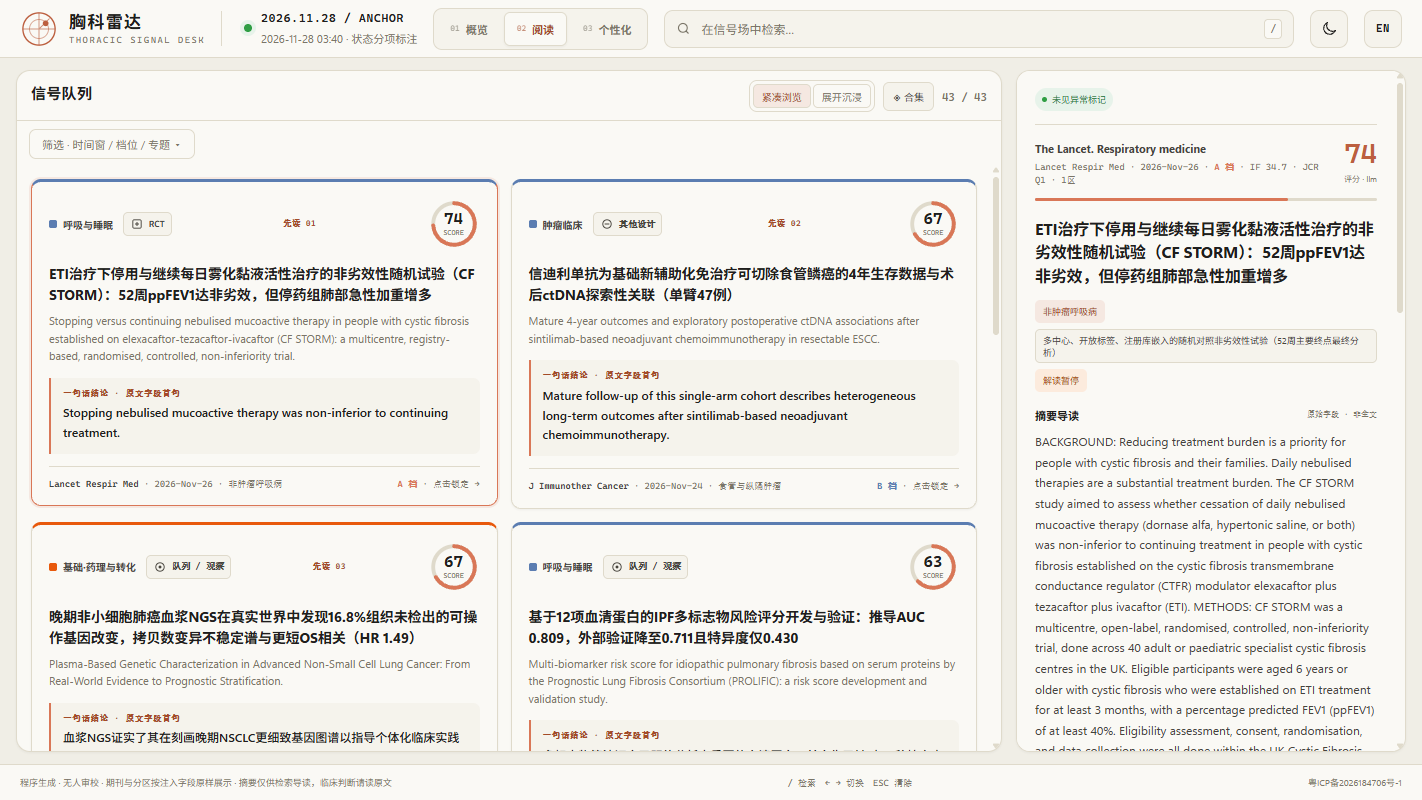 胸科雷达
THORACIC SIGNAL DESK
2026.11.28 / ANCHOR
2026-11-28 03:40 · 状态分项标注
01 概览
02 阅读
03 个性化
在信号场中检索...
/
EN
信号队列
紧凑浏览
展开沉浸
◈ 合集
43 / 43
筛选 · 时间窗 / 档位 / 专题
呼吸与睡眠
RCT
先读 01
74
SCORE
ETI治疗下停用与继续每日雾化黏液活性治疗的非劣效性随机试验（CF
STORM）：52周ppFEV1达非劣效，但停药组肺部急性加重增多
Stopping versus continuing nebulised mucoactive therapy in people with cystic fibrosis
established on elexacaftor-tezacaftor-ivacaftor (CF STORM): a multicentre, registry-
based, randomised, controlled, non-inferiority trial.
一句话结论 · 原文字段首句
Stopping nebulised mucoactive therapy was non-inferior to continuing
treatment.
Lancet Respir Med · 2026-Nov-26 · 非肿瘤呼吸病
A 档 · 点击锁定 →
肿瘤临床
其他设计
先读 02
67
SCORE
信迪利单抗为基础新辅助化免治疗可切除食管鳞癌的4年生存数据与术
后ctDNA探索性关联（单臂47例）
Mature 4-year outcomes and exploratory postoperative ctDNA associations after
sintilimab-based neoadjuvant chemoimmunotherapy in resectable ESCC.
一句话结论 · 原文字段首句
Mature follow-up of this single-arm cohort describes heterogeneous
long-term outcomes after sintilimab-based neoadjuvant
chemoimmunotherapy.
J Immunother Cancer · 2026-Nov-24 · 食管与纵隔肿瘤
B 档 · 点击锁定 →
基础·药理与转化
队列 / 观察
先读 03
67
SCORE
晚期非小细胞肺癌血浆NGS在真实世界中发现16.8%组织未检出的可操
作基因改变，拷贝数变异不稳定谱与更短OS相关（HR 1.49）
Plasma-Based Genetic Characterization in Advanced Non-Small Cell Lung Cancer: From
Real-World Evidence to Prognostic Stratification.
一句话结论 · 原文字段首句
血浆NGS证实了其在刻画晚期NSCLC更细致基因图谱以指导个体化临床实践
呼吸与睡眠
队列 / 观察
63
SCORE
基于12项血清蛋白的IPF多标志物风险评分开发与验证：推导AUC
0.809，外部验证降至0.711且特异度仅0.430
Multi-biomarker risk score for idiopathic pulmonary fibrosis based on serum proteins by
the Prognostic Lung Fibrosis Consortium (PROLIFIC): a risk score development and
validation study.
一句话结论 · 原文字段首句
未见异常标记
The Lancet. Respiratory medicine
Lancet Respir Med · 2026-Nov-26 · A 档 · IF 34.7 · JCR
Q1 · 1区
74
评分 · llm
ETI治疗下停用与继续每日雾化黏液活性治疗的非
劣效性随机试验（CF STORM）：52周ppFEV1达
非劣效，但停药组肺部急性加重增多
非肿瘤呼吸病
多中心、开放标签、注册库嵌入的随机对照非劣效性试验（52周主要终点最终分
析）
解读暂停
摘要导读
原始字段 · 非全文
BACKGROUND: Reducing treatment burden is a priority for
people with cystic fibrosis and their families. Daily nebulised
therapies are a substantial treatment burden. The CF STORM
study aimed to assess whether cessation of daily nebulised
mucoactive therapy (dornase alfa, hypertonic saline, or both)
was non-inferior to continuing treatment in people with cystic
fibrosis established on the cystic fibrosis transmembrane
conductance regulator (CTFR) modulator elexacaftor plus
tezacaftor plus ivacaftor (ETI). METHODS: CF STORM was a
multicentre, open-label, randomised, controlled, non-inferiority
trial, done across 40 adult or paediatric specialist cystic fibrosis
centres in the UK. Eligible participants were aged 6 years or
older with cystic fibrosis who were established on ETI treatment
for at least 3 months, with a percentage predicted FEV1 (ppFEV1)
of at least 40%. Eligibility assessment, consent, randomisation,
and data collection were all done within the UK Cystic Fibrosis
程序生成 · 无人审校 · 期刊与分区按注入字段原样展示 · 摘要仅供检索导读，临床判断请读原文
/ 检索 ← → 切换 ESC 清除
粤ICP备2026184706号-1